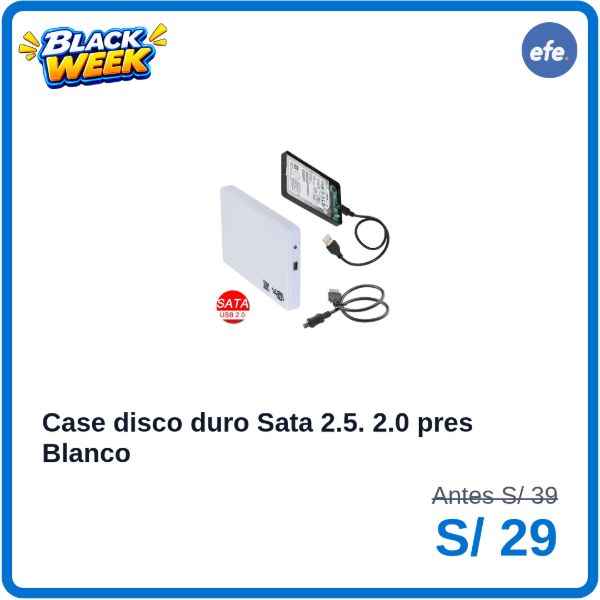 BLACK
WEEK
efe.
SATA
USB 2.0
Case disco duro Sata 2.5. 2.0 pres
Blanco
Antes S/ 39
S/ 29